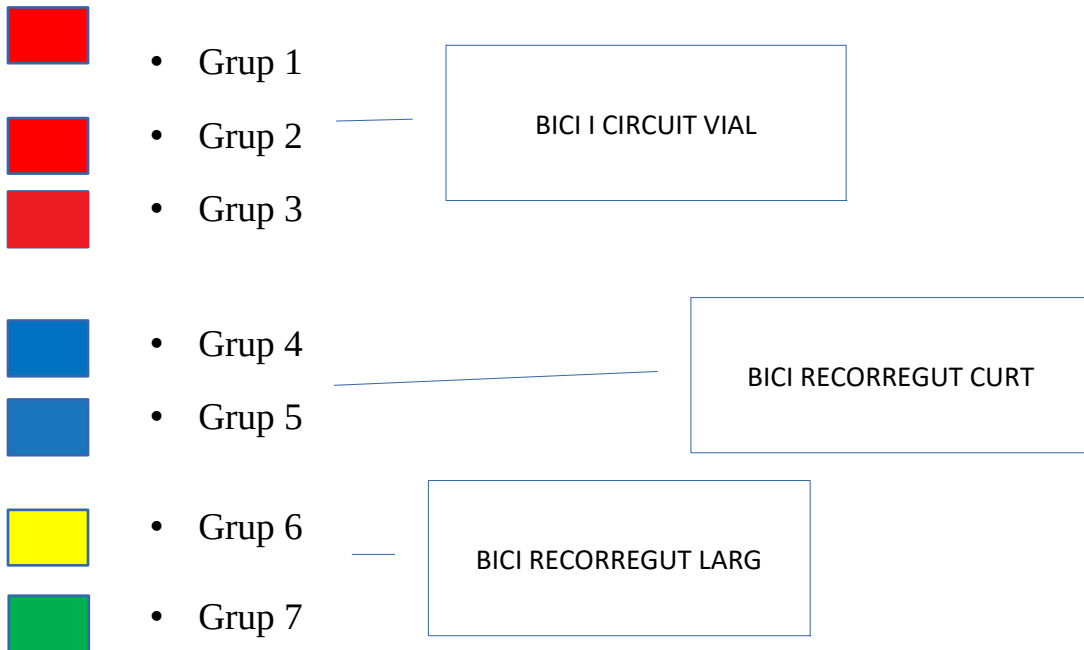 • Grup 1
• Grup 2
• Grup 3
BICI I CIRCUIT VIAL
• Grup 4
• Grup 5
BICI RECORREGUT CURT
• Grup 6
• Grup 7
BICI RECORREGUT LARG